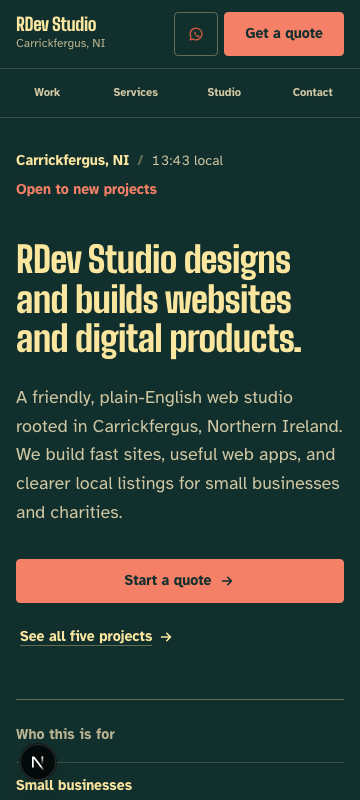 RDev Studio
Carrickfergus, NI
Get a quote
Work Services Studio Contact
Carrickfergus, NI / 13:43 local
Open to new projects
RDev Studio designs
and builds websites
and digital products.
A friendly, plain-English web studio
rooted in Carrickfergus, Northern Ireland.
We build fast sites, useful web apps, and
clearer local listings for small businesses
and charities.
Start a quote →
See all five projects →
Who this is for
N
Small businesses